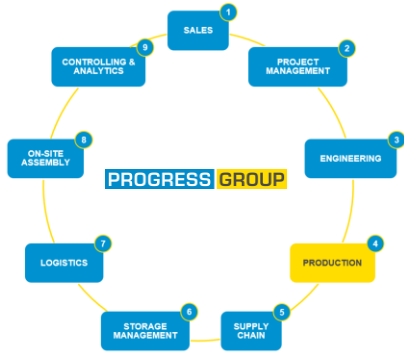 1
SALES
2
PROJECT
MANAGEMENT
3
ENGINEERING
4
PRODUCTION
5
SUPPLY
CHAIN
6
STORAGE
MANAGEMENT
7
LOGISTICS
8
ON-SITE
ASSEMBLY
9
CONTROLLING &
ANALYTICS
PROGRESS GROUP